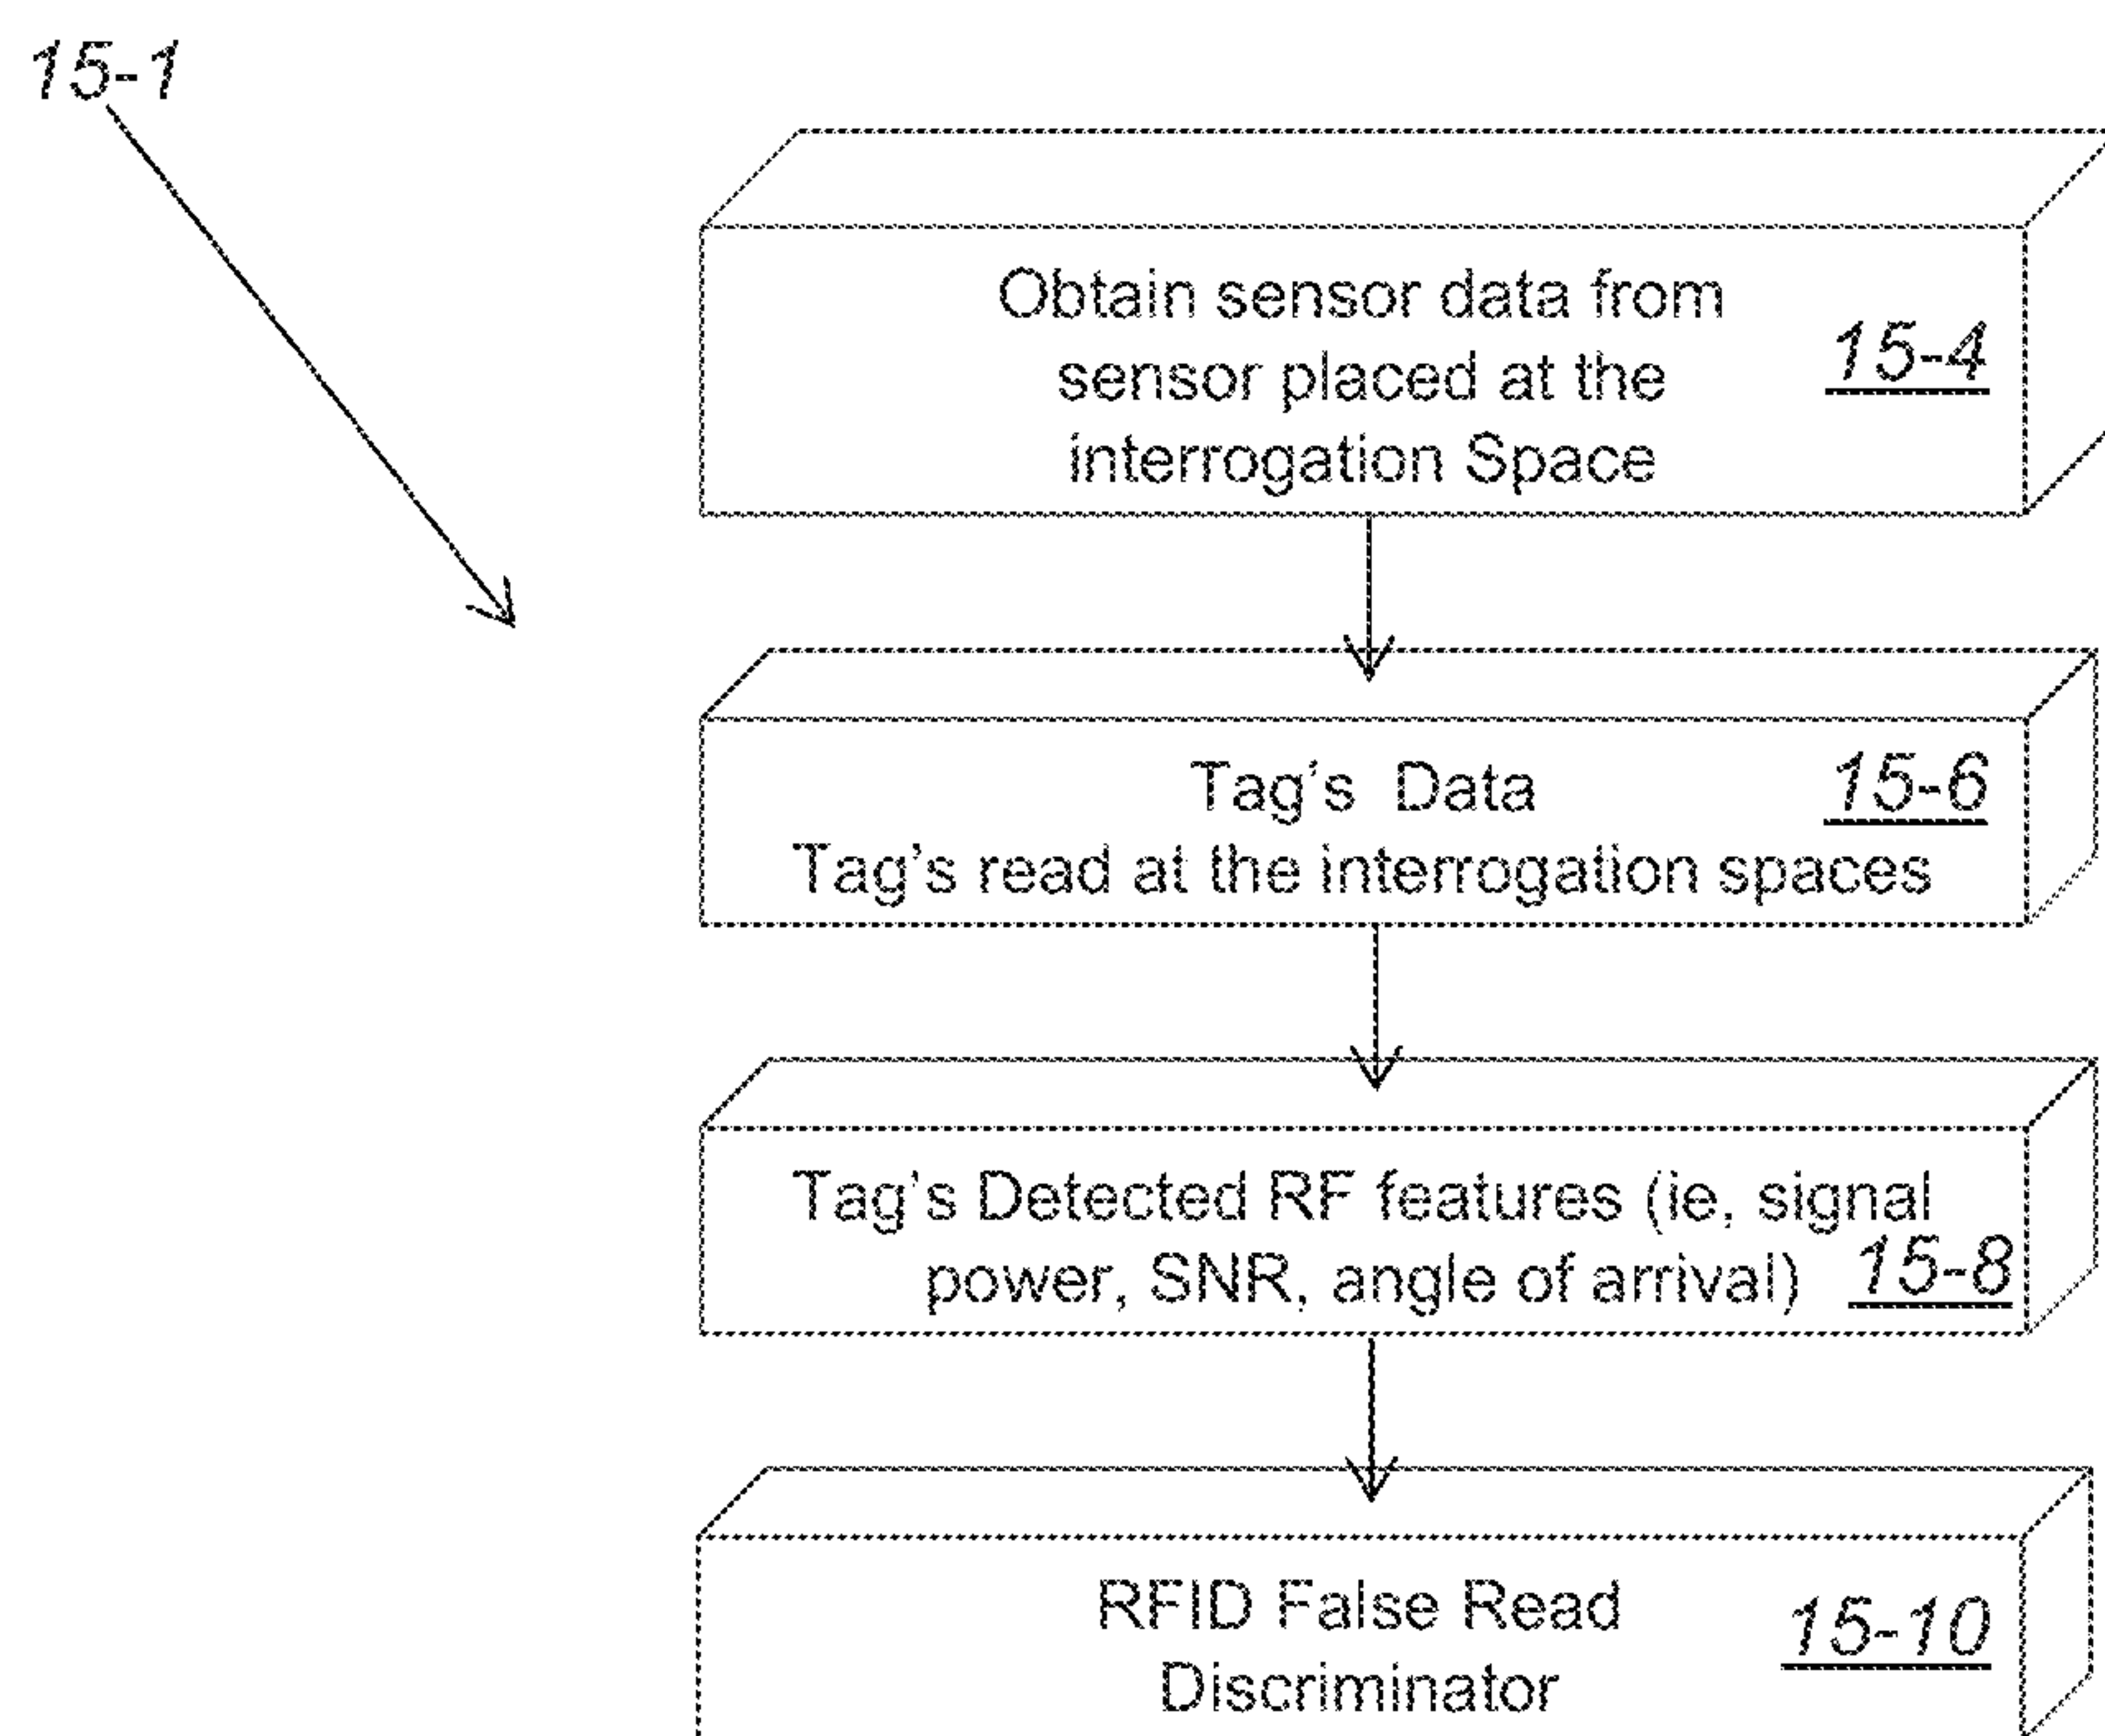 15-1
Obtain sensor data from
sensor placed at the
interrogation Space
15-4
Tag's Data
15-6
Tag's read at the interrogation spaces
Tag's Detected RF features (ie, signal
power, SNR, angle of arrival)
15-8
RFID False Read
Discriminator
15-10